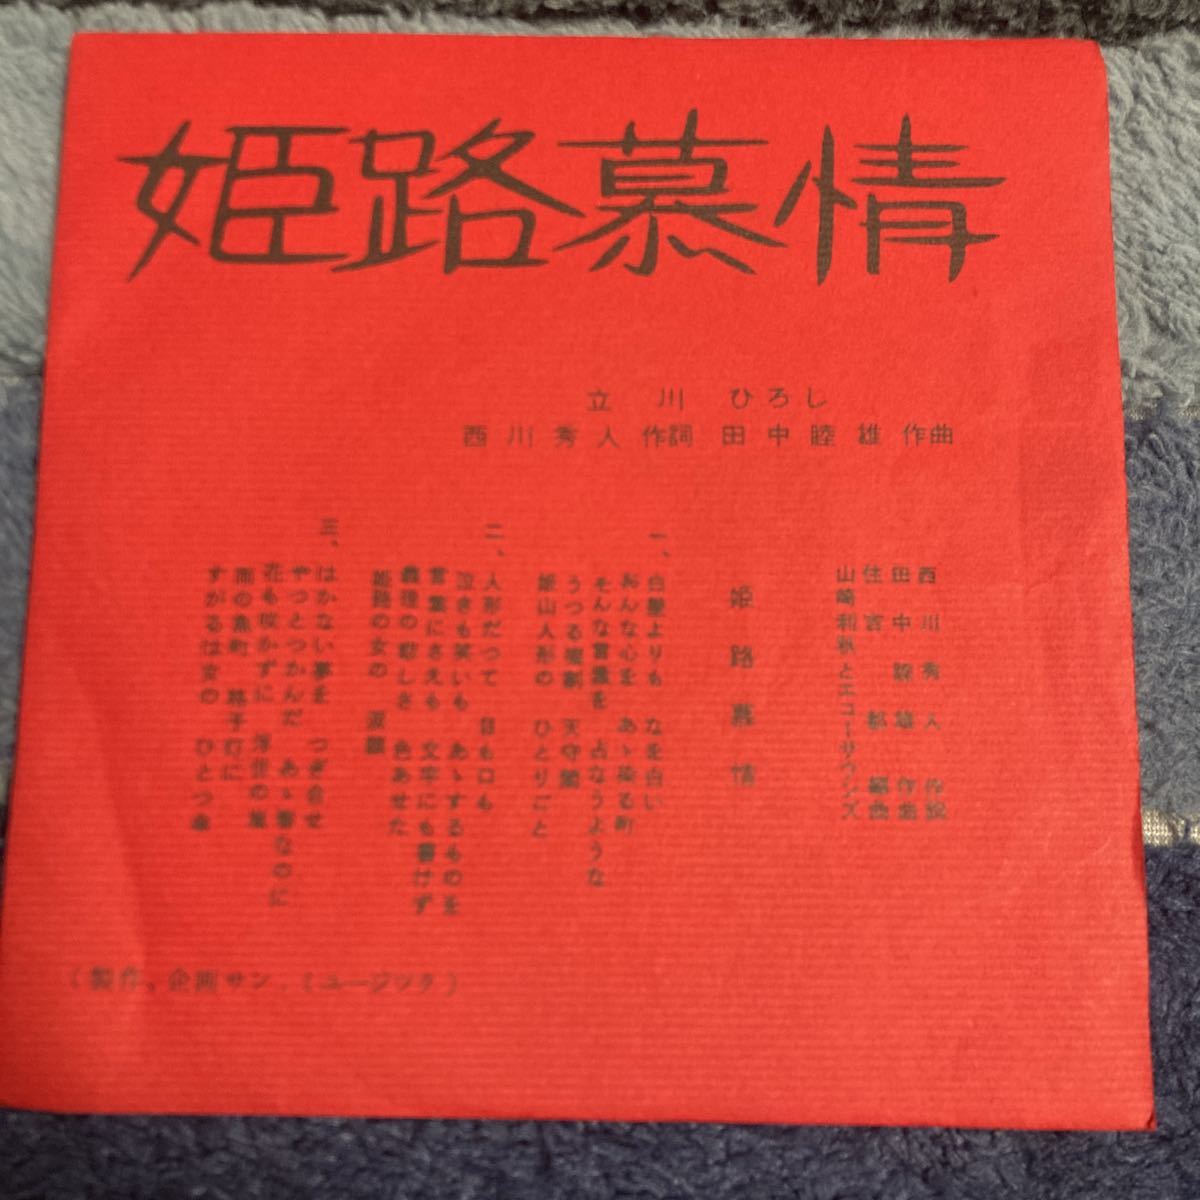 姫路慕情
立川 ひろし
西川秀人 作詞 田中睦雄 作曲
西川秀人 作詞
田中睦雄 作曲
住吉 都 編曲
山崎利秋とエコーサウンズ
姫路慕情
一、白壁よりも なを白い
おんな心を あゝ染る町
そんな言葉を 占なうような
うつる 天守閣
姫山人形の ひとりごと
二、人形だって 目も口も
泣きも笑いも あゝするものを
言葉にさえも 文字にも書けず
義理の悲しさ 色あせた
姫路の女の 涙顔
三、はかない夢を つぎ合せ
やっとつかんだ あゝ春なのに
花も咲かずに 浮世の嵐
雨の魚町 格子灯に
すがるは女の ひとつ傘
(製作、企画サン、ミュージック)